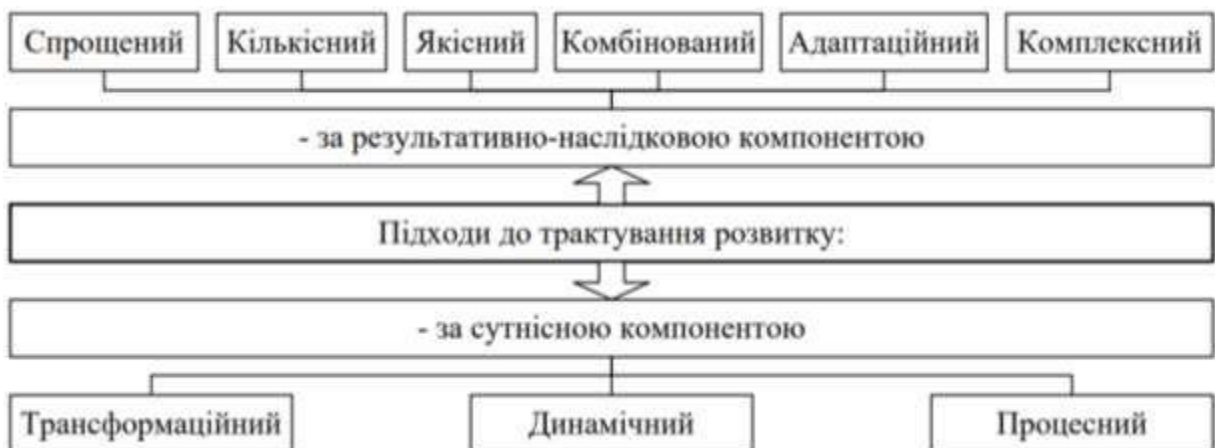 Спрощений
Кількісний
Якісний
Комбінований
Адаптаційний
Комплексний
- за результативно-наслідковою компонентою
Підходи до трактування розвитку:
- за сутнісною компонентою
Трансформаційний
Динамічний
Процесний